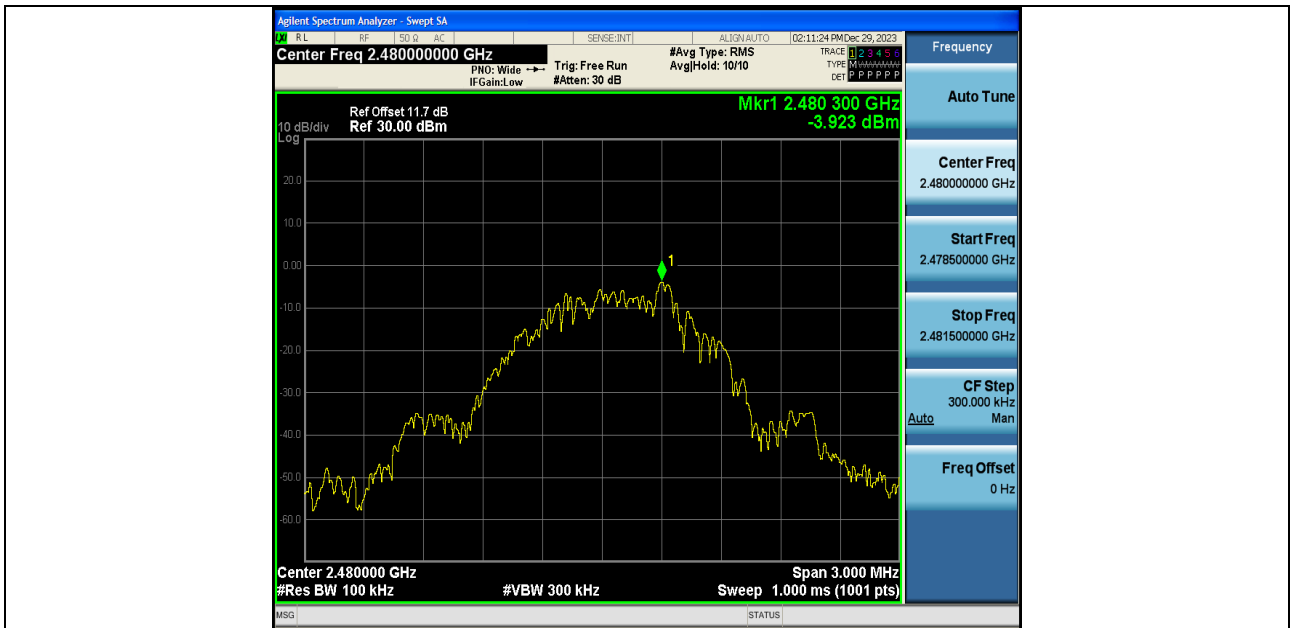 Agilent Spectrum Analyzer - Swept SA
LXI RL RF 50 Ω AC SENSE:INT ALIGNAUTO 02:11:24 PMDec 29, 2023
Center Freq 2.480000000 GHz
PNO: Wide
IFGain:Low
Trig: Free Run
#Atten: 30 dB
#Avg Type: RMS
Avg|Hold: 10/10
TRACE 1 2 3 4 5 6
TYPE M
DET P P P P P P
Mkr1 2.480 300 GHz
-3.923 dBm
Ref Offset 11.7 dB
10 dB/div Ref 30.00 dBm
Log
1
20.0
10.0
0.00
-10.0
-20.0
-30.0
-40.0
-50.0
-60.0
Center 2.480000 GHz Span 3.000 MHz
#Res BW 100 kHz #VBW 300 kHz Sweep 1.000 ms (1001 pts)
MSG STATUS
Frequency
Auto Tune
Center Freq
2.480000000 GHz
Start Freq
2.478500000 GHz
Stop Freq
2.481500000 GHz
CF Step
300.000 kHz
Auto Man
Freq Offset
0 Hz